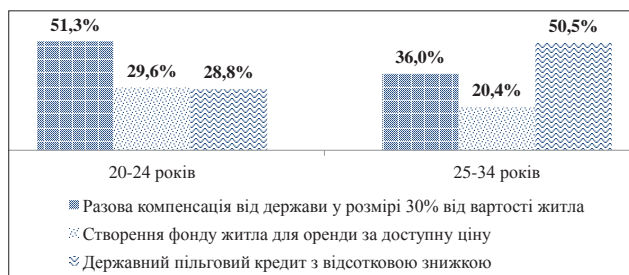 51,3%
50,5%
36,0%
29,6% 28,8%
20,4%
20-24 років 25-34 років
Разова компенсація від держави у розмірі 30% від вартості житла
Створення фонду житла для оренди за доступну ціну
Державний пільговий кредит з відсотковою знижкою